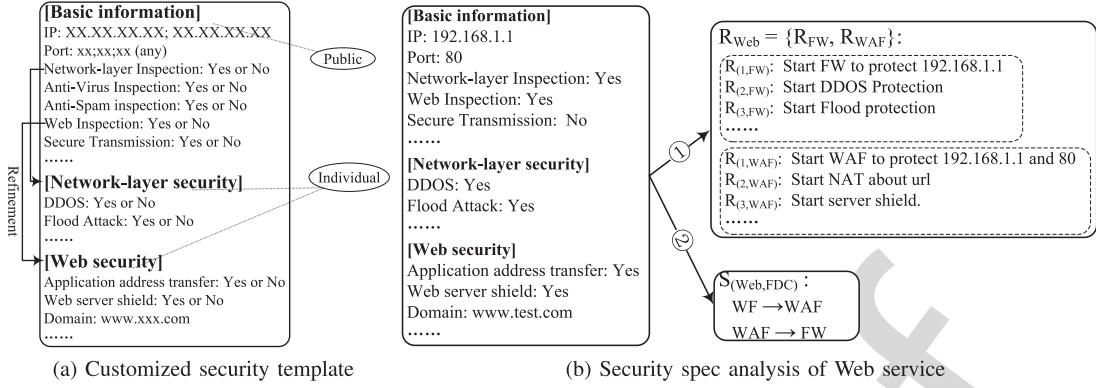 [Basic information]
IP: XX.XX.XX.XX; XX.XX.XX.XX
Port: xx;xx;xx (any)
Network-layer Inspection: Yes or No
Anti-Virus Inspection: Yes or No
Anti-Spam inspection: Yes or No
Web Inspection: Yes or No
Secure Transmission: Yes or No
......
[Network-layer security]
DDOS: Yes or No
Flood Attack: Yes or No
......
[Web security]
Application address transfer: Yes or No
Web server shield: Yes or No
Domain: www.xxx.com
......
Refinement
Public
Individual
(a) Customized security template
[Basic information]
IP: 192.168.1.1
Port: 80
Network-layer Inspection: Yes
Web Inspection: Yes
Secure Transmission: No
......
[Network-layer security]
DDOS: Yes
Flood Attack: Yes
......
[Web security]
Application address transfer: Yes
Web server shield: Yes
Domain: www.test.com
......
1
2
R_Web = {R_FW, R_WAF}:
R_(1,FW): Start FW to protect 192.168.1.1
R_(2,FW): Start DDOS Protection
R_(3,FW): Start Flood protection
......
R_(1,WAF): Start WAF to protect 192.168.1.1 and 80
R_(2,WAF): Start NAT about url
R_(3,WAF): Start server shield.
......
S_(Web,FDC) :
WF → WAF
WAF → FW
(b) Security spec analysis of Web service